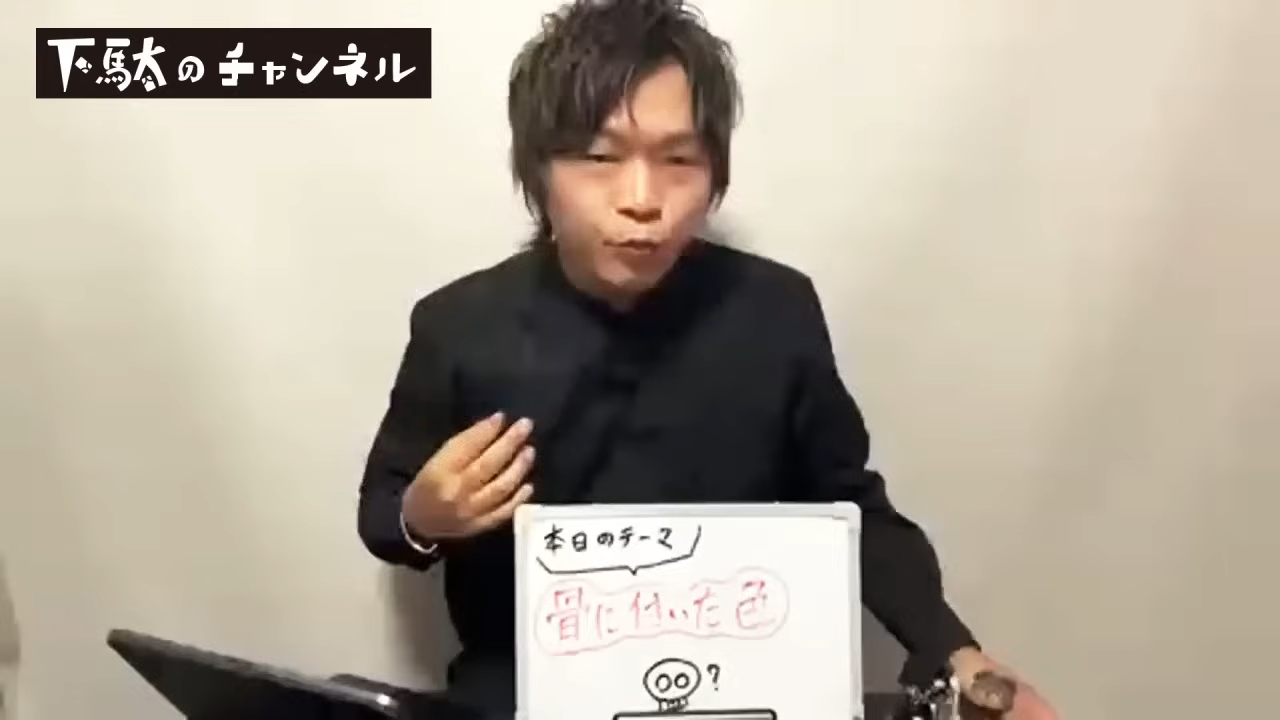 下駄のチャンネル
本日のテーマ
骨に付いた色
?